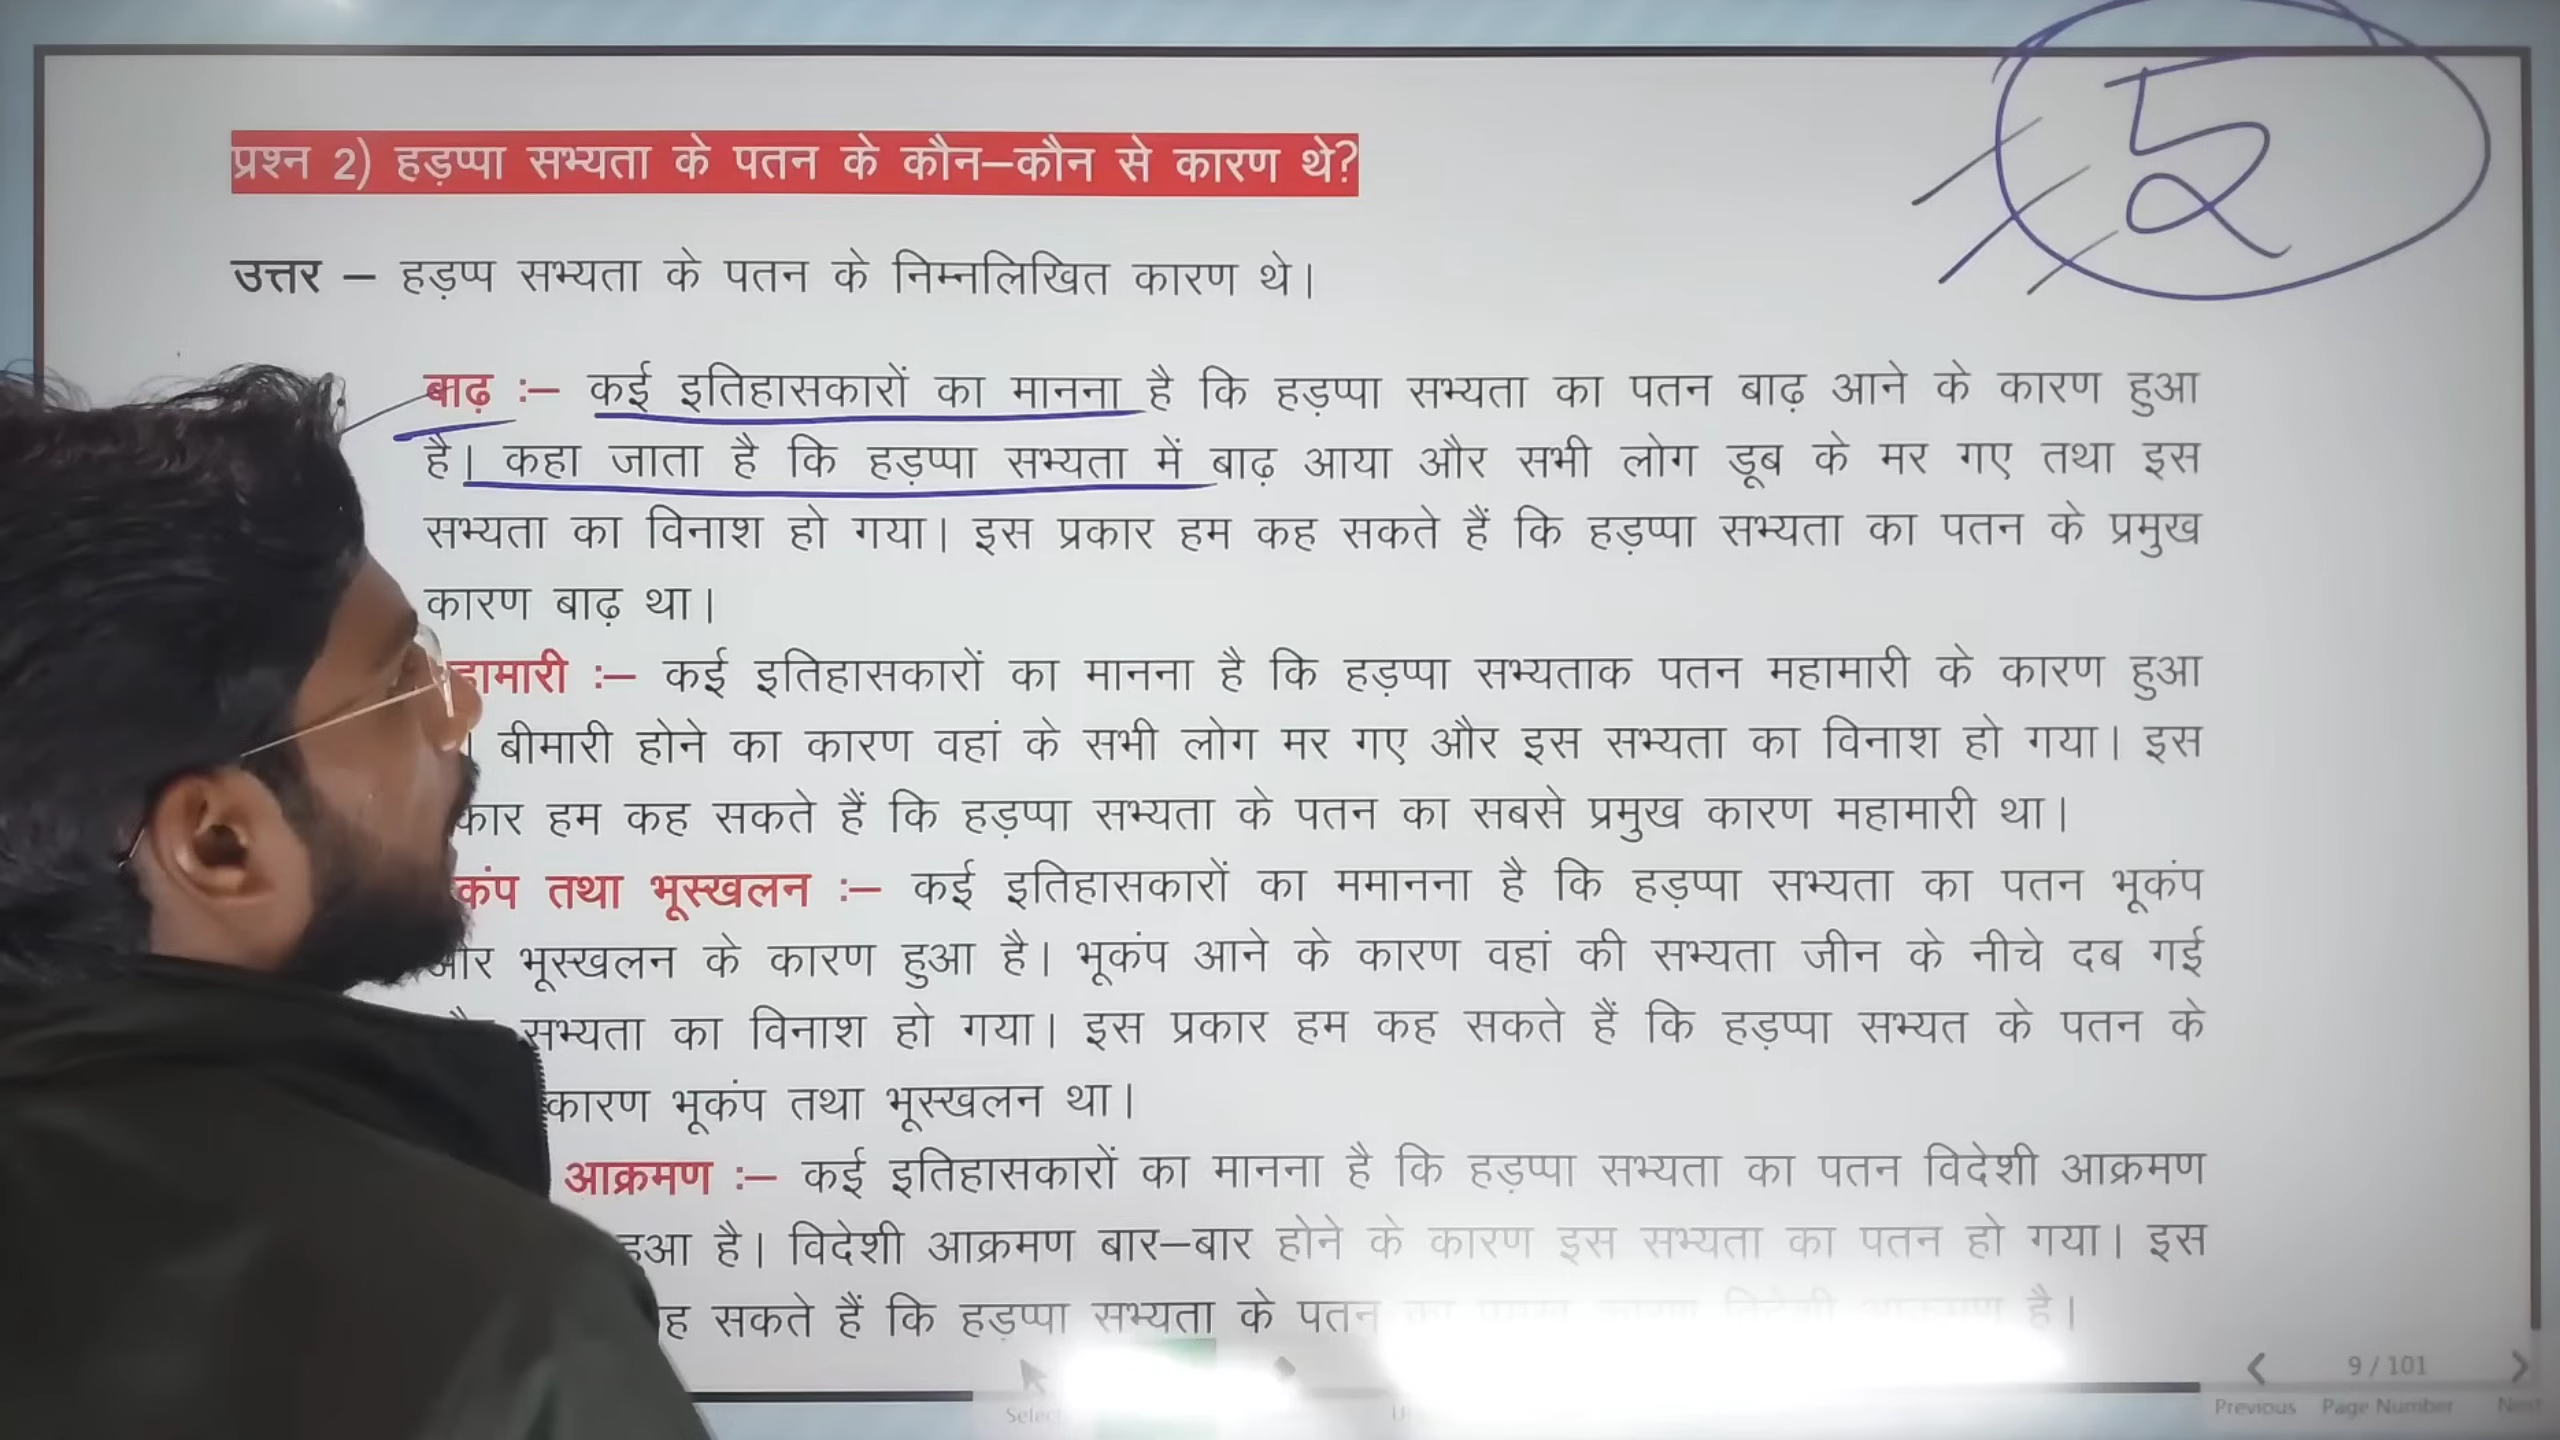 प्रश्न 2) हड़प्पा सभ्यता के पतन के कौन–कौन से कारण थे?
5
2
उत्तर – हड़प्प सभ्यता के पतन के निम्नलिखित कारण थे।
बाढ़ :– कई इतिहासकारों का मानना है कि हड़प्पा सभ्यता का पतन बाढ़ आने के कारण हुआ
है। कहा जाता है कि हड़प्पा सभ्यता में बाढ़ आया और सभी लोग डूब के मर गए तथा इस
सभ्यता का विनाश हो गया। इस प्रकार हम कह सकते हैं कि हड़प्पा सभ्यता का पतन के प्रमुख
कारण बाढ़ था।
हामारी :– कई इतिहासकारों का मानना है कि हड़प्पा सभ्यताक पतन महामारी के कारण हुआ
। बीमारी होने का कारण वहां के सभी लोग मर गए और इस सभ्यता का विनाश हो गया। इस
कार हम कह सकते हैं कि हड़प्पा सभ्यता के पतन का सबसे प्रमुख कारण महामारी था।
कंप तथा भूस्खलन :– कई इतिहासकारों का ममानना है कि हड़प्पा सभ्यता का पतन भूकंप
और भूस्खलन के कारण हुआ है। भूकंप आने के कारण वहां की सभ्यता जीन के नीचे दब गई
सभ्यता का विनाश हो गया। इस प्रकार हम कह सकते हैं कि हड़प्पा सभ्यत के पतन के
कारण भूकंप तथा भूस्खलन था।
आक्रमण :– कई इतिहासकारों का मानना है कि हड़प्पा सभ्यता का पतन विदेशी आक्रमण
हुआ है। विदेशी आक्रमण बार–बार होने के कारण इस सभ्यता का पतन हो गया। इस
ह सकते हैं कि हड़प्पा सभ्यता के पतन है।
9 / 101
Select Previous Page Number Next